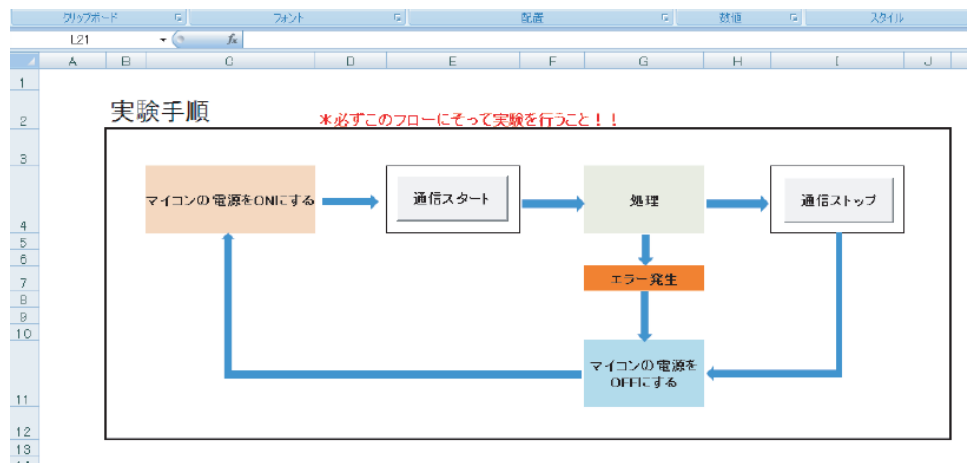 クリップボード フォント 配置 数値 スタイル
L21 fx
A B C D E F G H I J
1
2 実験手順 *必ずこのフローにそって実験を行うこと!!
3
4 マイコンの電源をONにする 通信スタート 処理 通信ストップ
5
6
7 エラー発生
8
9
10
マイコンの電源を
11 OFFにする
12
13